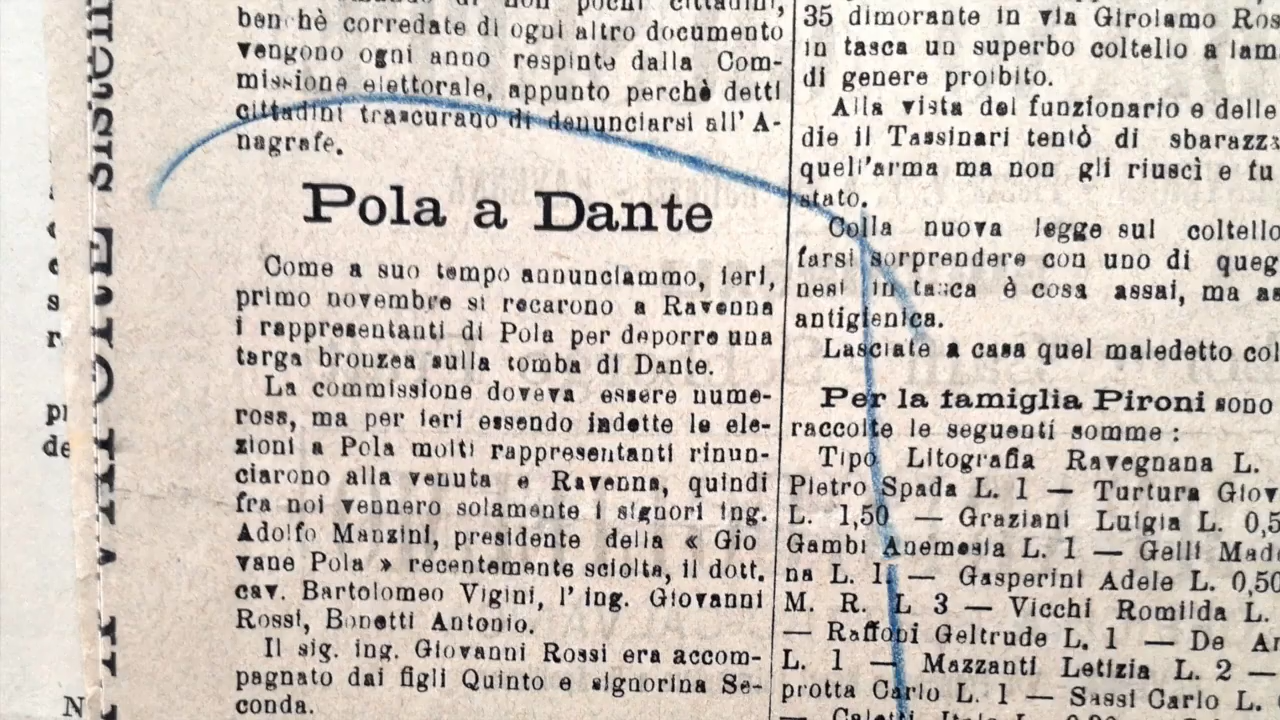 ben chè corredate di ogni altro documento
vengono ogni anno respinte dalla Com-
missione elettorale, appunto perchè detti
cittadini trascurano di denunciarsi all' A-
nagrafe.
Pola a Dante
Come a suo tempo annunciammo, ieri,
primo novembre si recarono a Ravenna
i rappresentanti di Pola per deporre una
targa bronzea sulla tomba di Dante.
La commissione doveva essere nume-
rosa, ma per ieri essendo indette le ele-
zioni a Pola molti rappresentanti rinun-
ciarono alla venuta e Ravenna, quindi
fra noi vennero solamente i signori ing.
Adolfo Manzini, presidente della « Gio
vane Pola » recentemente sciolta, il dott.
cav. Bartolomeo Vigini, l' ing. Giovanni
Rossi, Bonetti Antonio.
Il sig. ing. Giovanni Rossi era accom-
pagnato dai figli Quinto e signorina Se-
conda.
35 dimorante in via Girolamo Ros
in tasca un superbo coltello a lam
di genere proibito.
Alla vista del funzionario e delle
die il Tassinari tentò di sbarazz
quell'arma ma non gli riuscì e fu
stato.
Colla nuova legge sul coltello
farsi sorprendere con uno di queg
nesi in tasca è cosa assai, ma as
antigienica.
Lasciate a casa quel maledetto col
Per la famiglia Pironi sono
raccolte le seguenti somme :
Tipo Litografia Ravegnana L.
Pietro Spada L. 1 — Turtura Giov
L. 1,50 — Graziani Luigia L. 0,5
Gambi Anemesia L. 1 — Gelli Mad
na L. 1 — Gasperini Adele L. 0,50
M. R. L 3 — Vicchi Romilda L.
— Raffoni Geltrude L. 1 — De An
L. 1 — Mazzanti Letizia L. 2 —
protta Carlo L. 1 — Sassi Carlo L.